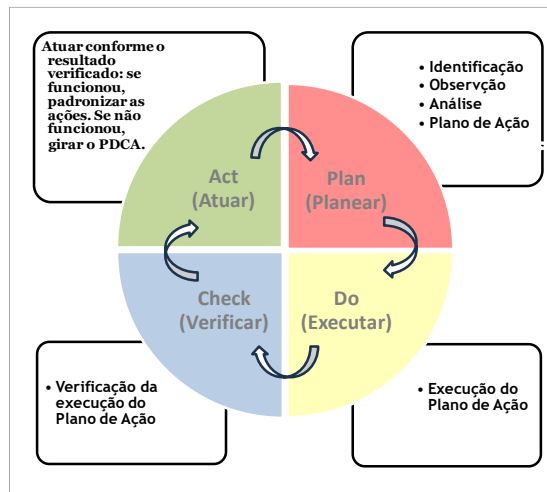 Atuar conforme o
resultado
verificado: se
funcionou,
padronizar as
ações. Se não
funcionou,
girar o PDCA.
• Identificação
• Observção
• Análise
• Plano de Ação
Act
(Atuar)
Plan
(Planear)
Check
(Verificar)
Do
(Executar)
• Verificação da
execução do
Plano de Ação
• Execução do
Plano de Ação